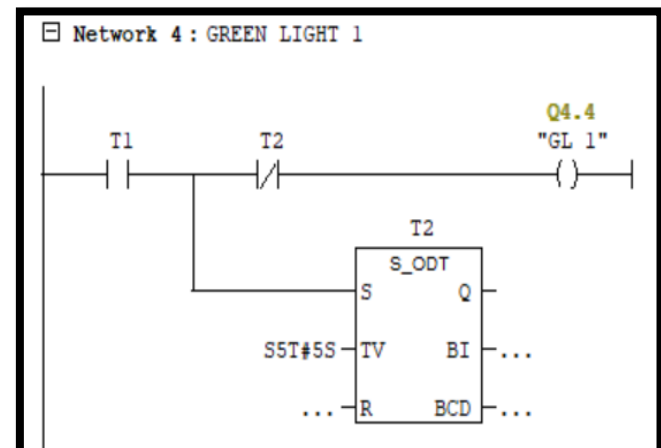 Network 4 : GREEN LIGHT 1
Q4.4
T1 T2 "GL 1"
T2
S_ODT
S Q
S5T#5S TV BI ...
... R BCD ...